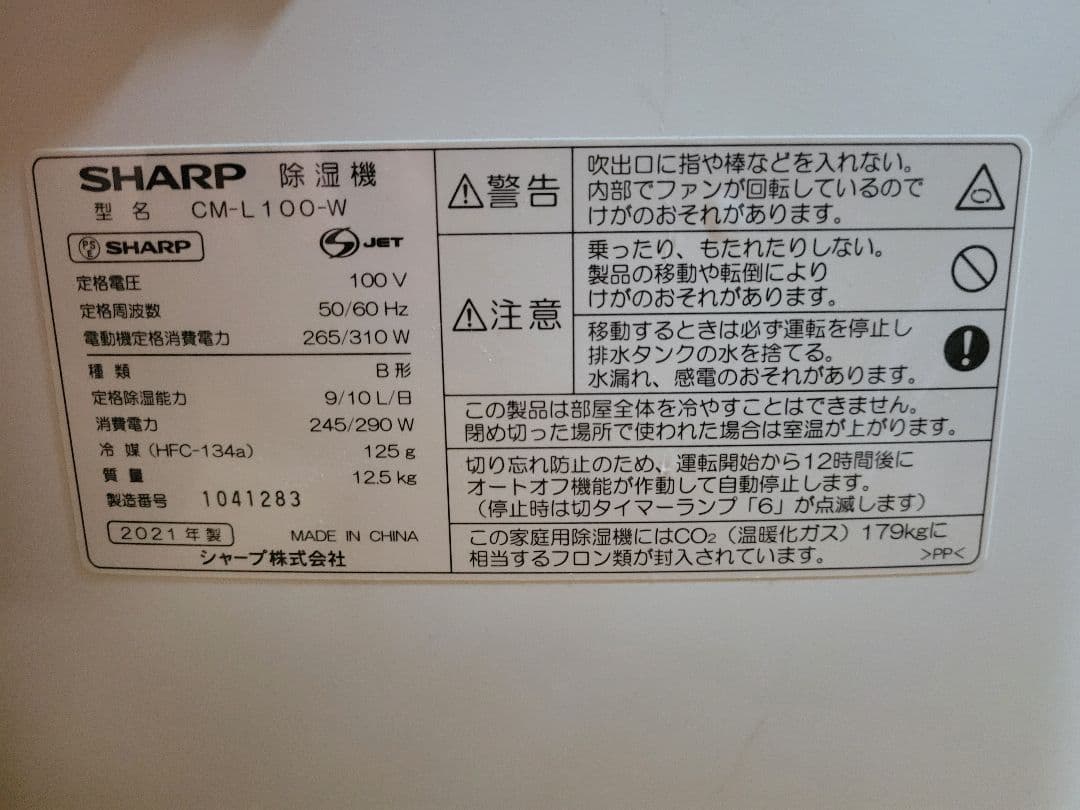 SHARP 除湿機
型名 CM-L100-W
PSE SHARP JET
定格電圧 100 V
定格周波数 50/60 Hz
電動機定格消費電力 265/310 W
種類 B形
定格除湿能力 9/10 L/日
消費電力 245/290 W
冷媒(HFC-134a) 125 g
質量 12.5 kg
製造番号 1041283
2021年製 MADE IN CHINA
シャープ株式会社
⚠警告
吹出口に指や棒などを入れない。
内部でファンが回転しているので
けがのおそれがあります。
⚠注意
乗ったり、もたれたりしない。
製品の移動や転倒により
けがのおそれがあります。
移動するときは必ず運転を停止し
排水タンクの水を捨てる。
水漏れ、感電のおそれがあります。
この製品は部屋全体を冷やすことはできません。
閉め切った場所で使われた場合は室温が上がります。
切り忘れ防止のため、運転開始から12時間後に
オートオフ機能が作動して自動停止します。
(停止時は切タイマーランプ「6」が点滅します)
この家庭用除湿機にはCO₂(温暖化ガス)179kgに
相当するフロン類が封入されています。
>PP<